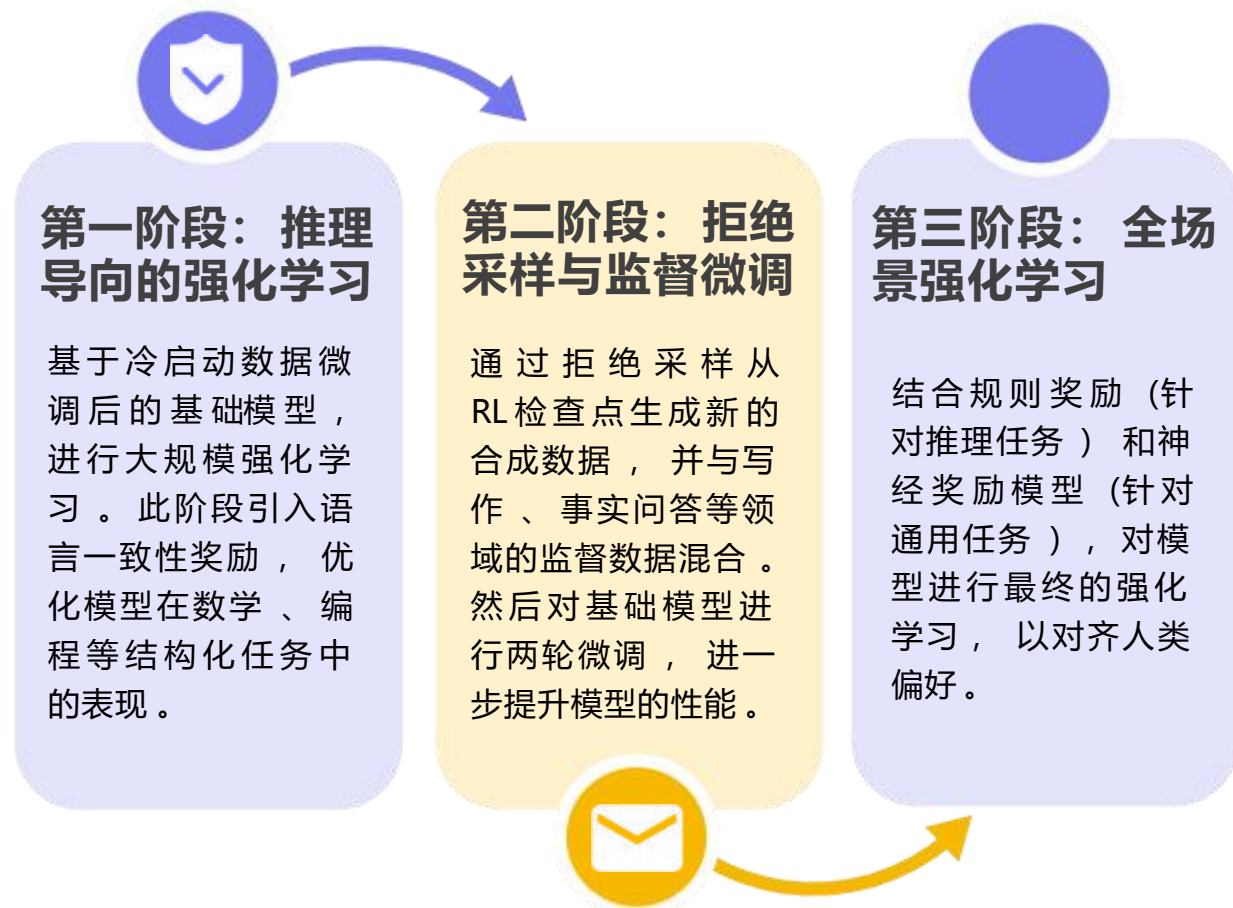 第一阶段： 推理
导向的强化学习
基于冷启动数据微
调后的基础模型，
进行大规模强化学
习 。 此阶段引入语
言一致性奖励 ， 优
化模型在数学 、 编
程等结构化任务中
的表现 。
第二阶段： 拒绝
采样与监督微调
通过拒绝采样从
RL检查点生成新的
合成数据 ， 并与写
作 、 事实问答等领
域的监督数据混合 。
然后对基础模型进
行两轮微调 ， 进一
步提升模型的性能 。
第三阶段： 全场
景强化学习
结合规则奖励 (针
对推理任务 ） 和神
经奖励模型 (针对
通用任务 ） ，对模
型进行最终的强化
学习 ， 以对齐人类
偏好 。